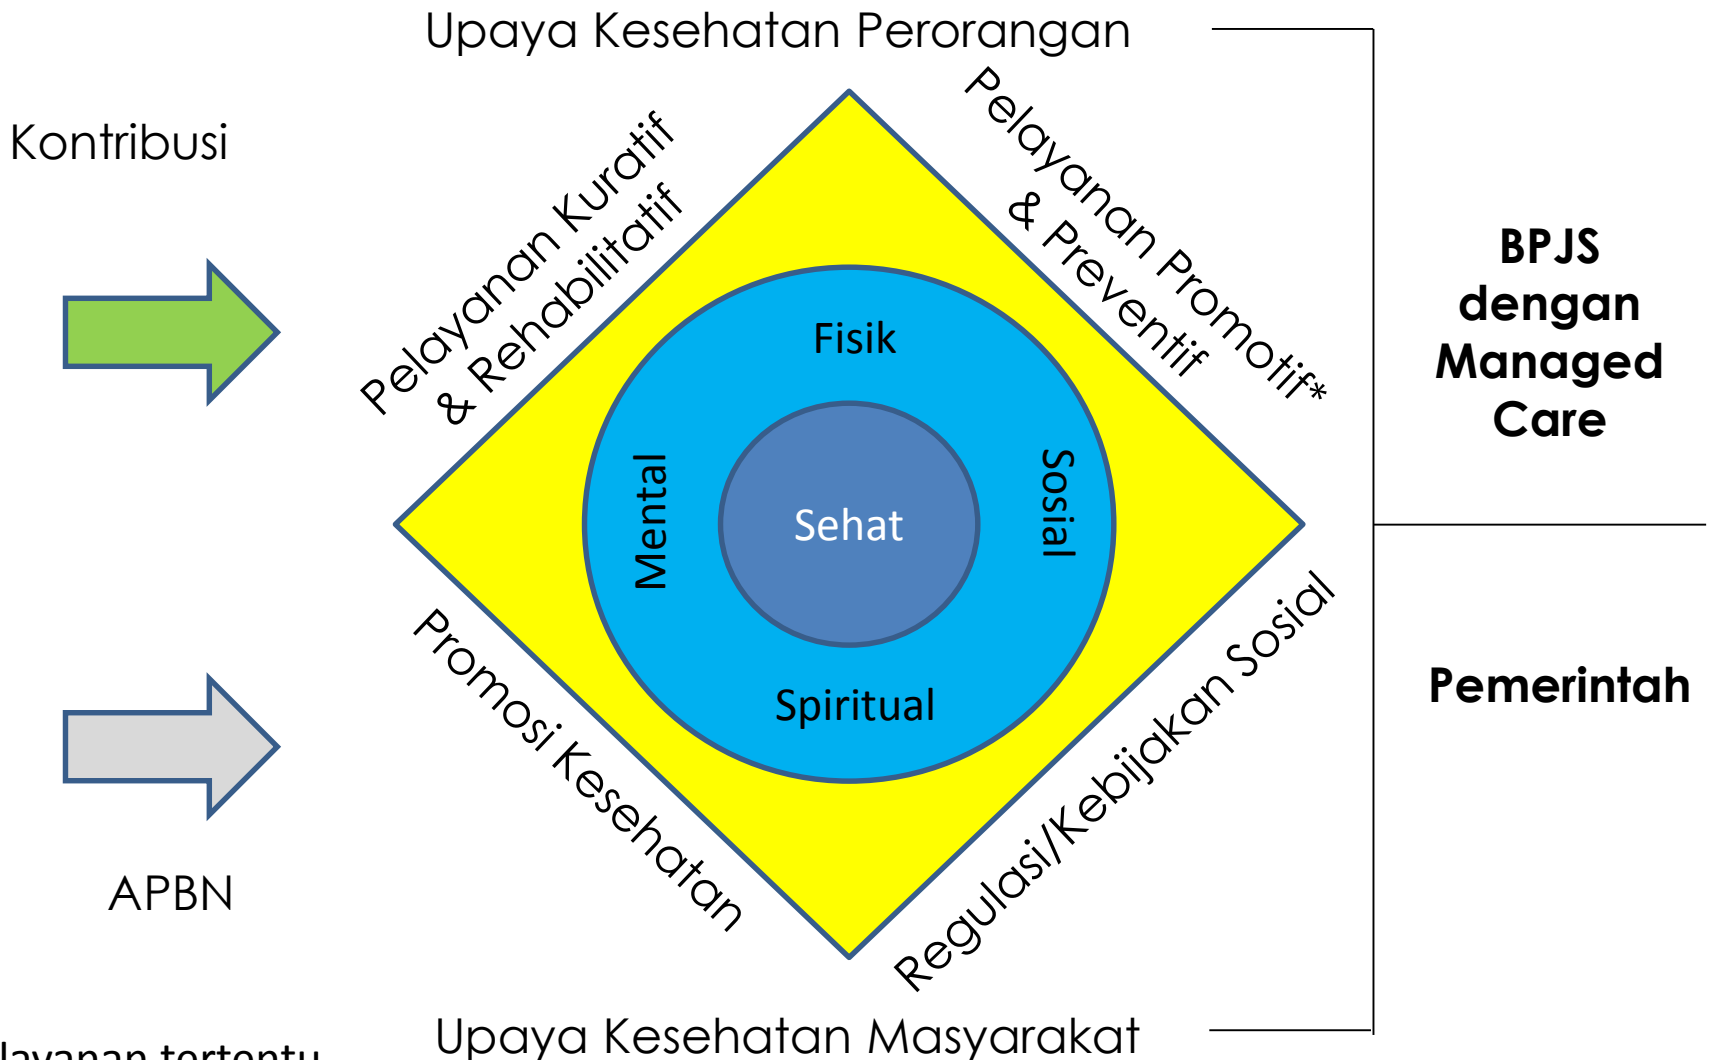 Upaya Kesehatan Perorangan
Kontribusi
Pelayanan Kuratif
& Rehabilitatif
Pelayanan Promotif*
& Preventif
BPJS
dengan
Managed
Care
Fisik
Mental
Sehat
Sosial
Spiritual
Pemerintah
Promosi Kesehatan
Regulasi/Kebijakan Sosial
APBN
Upaya Kesehatan Masyarakat
tertentu